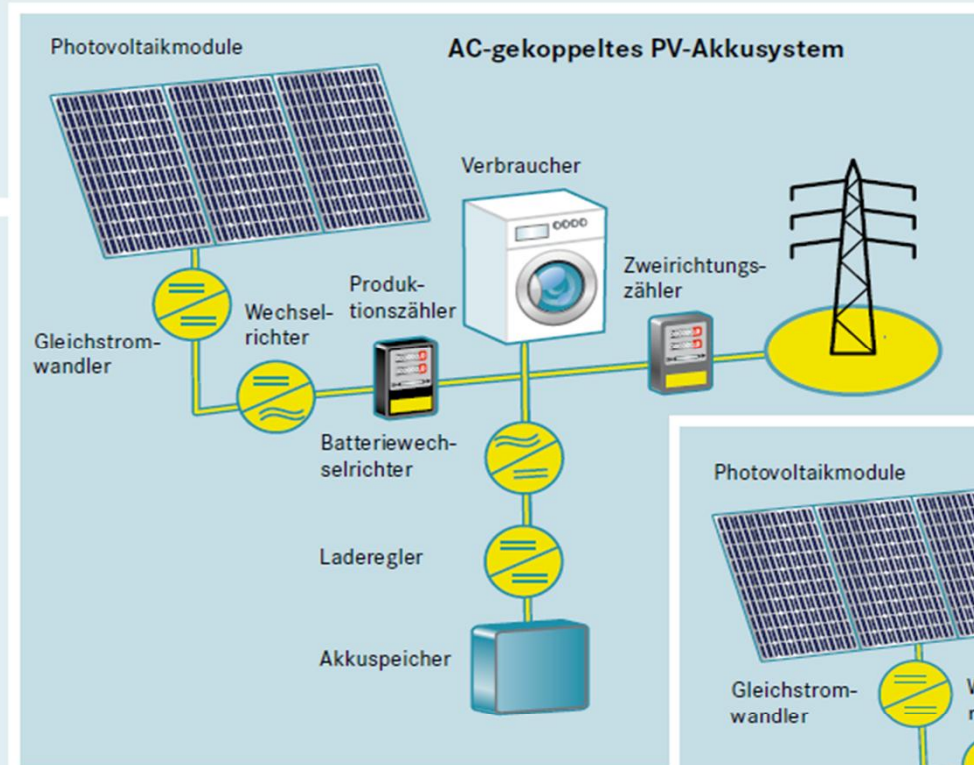 Photovoltaikmodule
AC-gekoppeltes PV-Akkusystem
Verbraucher
Zweirichtungs-
zähler
Produk-
tionszähler
Wechsel-
richter
Gleichstrom-
wandler
Batteriewech-
selrichter
Laderegler
Akkuspeicher
Photovoltaikmodule
Gleichstrom-
wandler